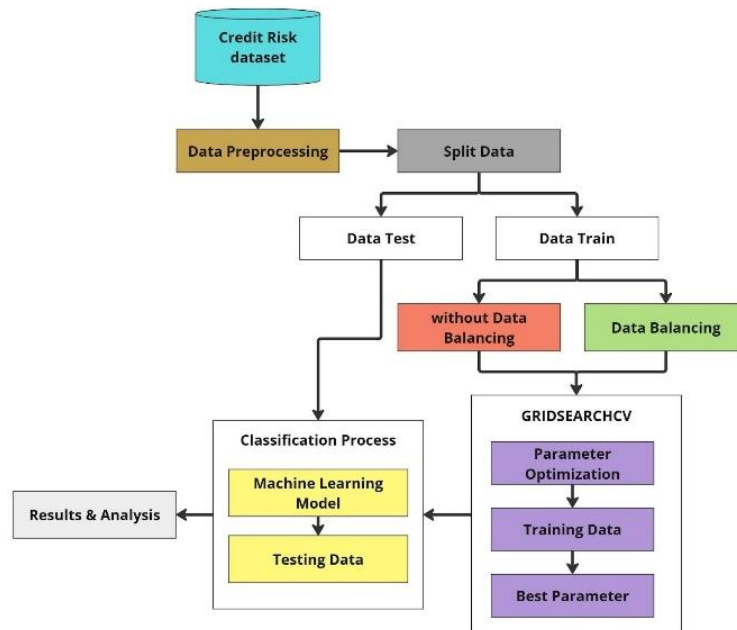 Credit Risk
dataset
Data Preprocessing
Split Data
Data Test
Data Train
without Data
Balancing
Data Balancing
GRIDSEARCHCV
Parameter
Optimization
Training Data
Best Parameter
Classification Process
Machine Learning
Model
Testing Data
Results & Analysis